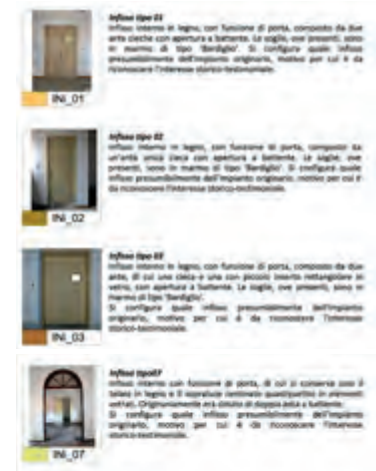 Infisso tipo 01
Infisso interno in legno, con funzione di porta, composto da due
ante cieche con apertura a battente. Le soglie, ove presenti, sono
in marmo di tipo 'Bardiglio'. Si configura quale infisso
presumibilmente dell'impianto originario, motivo per cui è da
riconoscere l'interesse storico-testimoniale.
INI_01
Infisso tipo 02
Infisso interno in legno, con funzione di porta, composto da
un'anta unica cieca con apertura a battente. Le soglie, ove
presenti, sono in marmo di tipo 'Bardiglio'. Si configura quale
infisso presumibilmente dell'impianto originario, motivo per cui è
da riconoscere l'interesse storico-testimoniale.
INI_02
Infisso tipo 03
Infisso interno in legno, con funzione di porta, composto da due
ante, di cui una cieca e una con piccolo inserto rettangolare in
vetro, con apertura a battente. Le soglie, ove presenti, sono in
marmo di tipo 'Bardiglio'.
Si configura quale infisso presumibilmente dell'impianto
originario, motivo per cui è da riconoscere l'interesse
storico-testimoniale.
INI_03
Infisso tipo07
Infisso interno con funzione di porta, di cui si conserva solo il
telaio in legno e il sopraluce centinato quadripartito in elementi
vetrati. Originariamente era dotato di doppia anta a battente.
Si configura quale infisso presumibilmente dell'impianto
originario, motivo per cui è da riconoscere l'interesse
storico-testimoniale.
INI_07